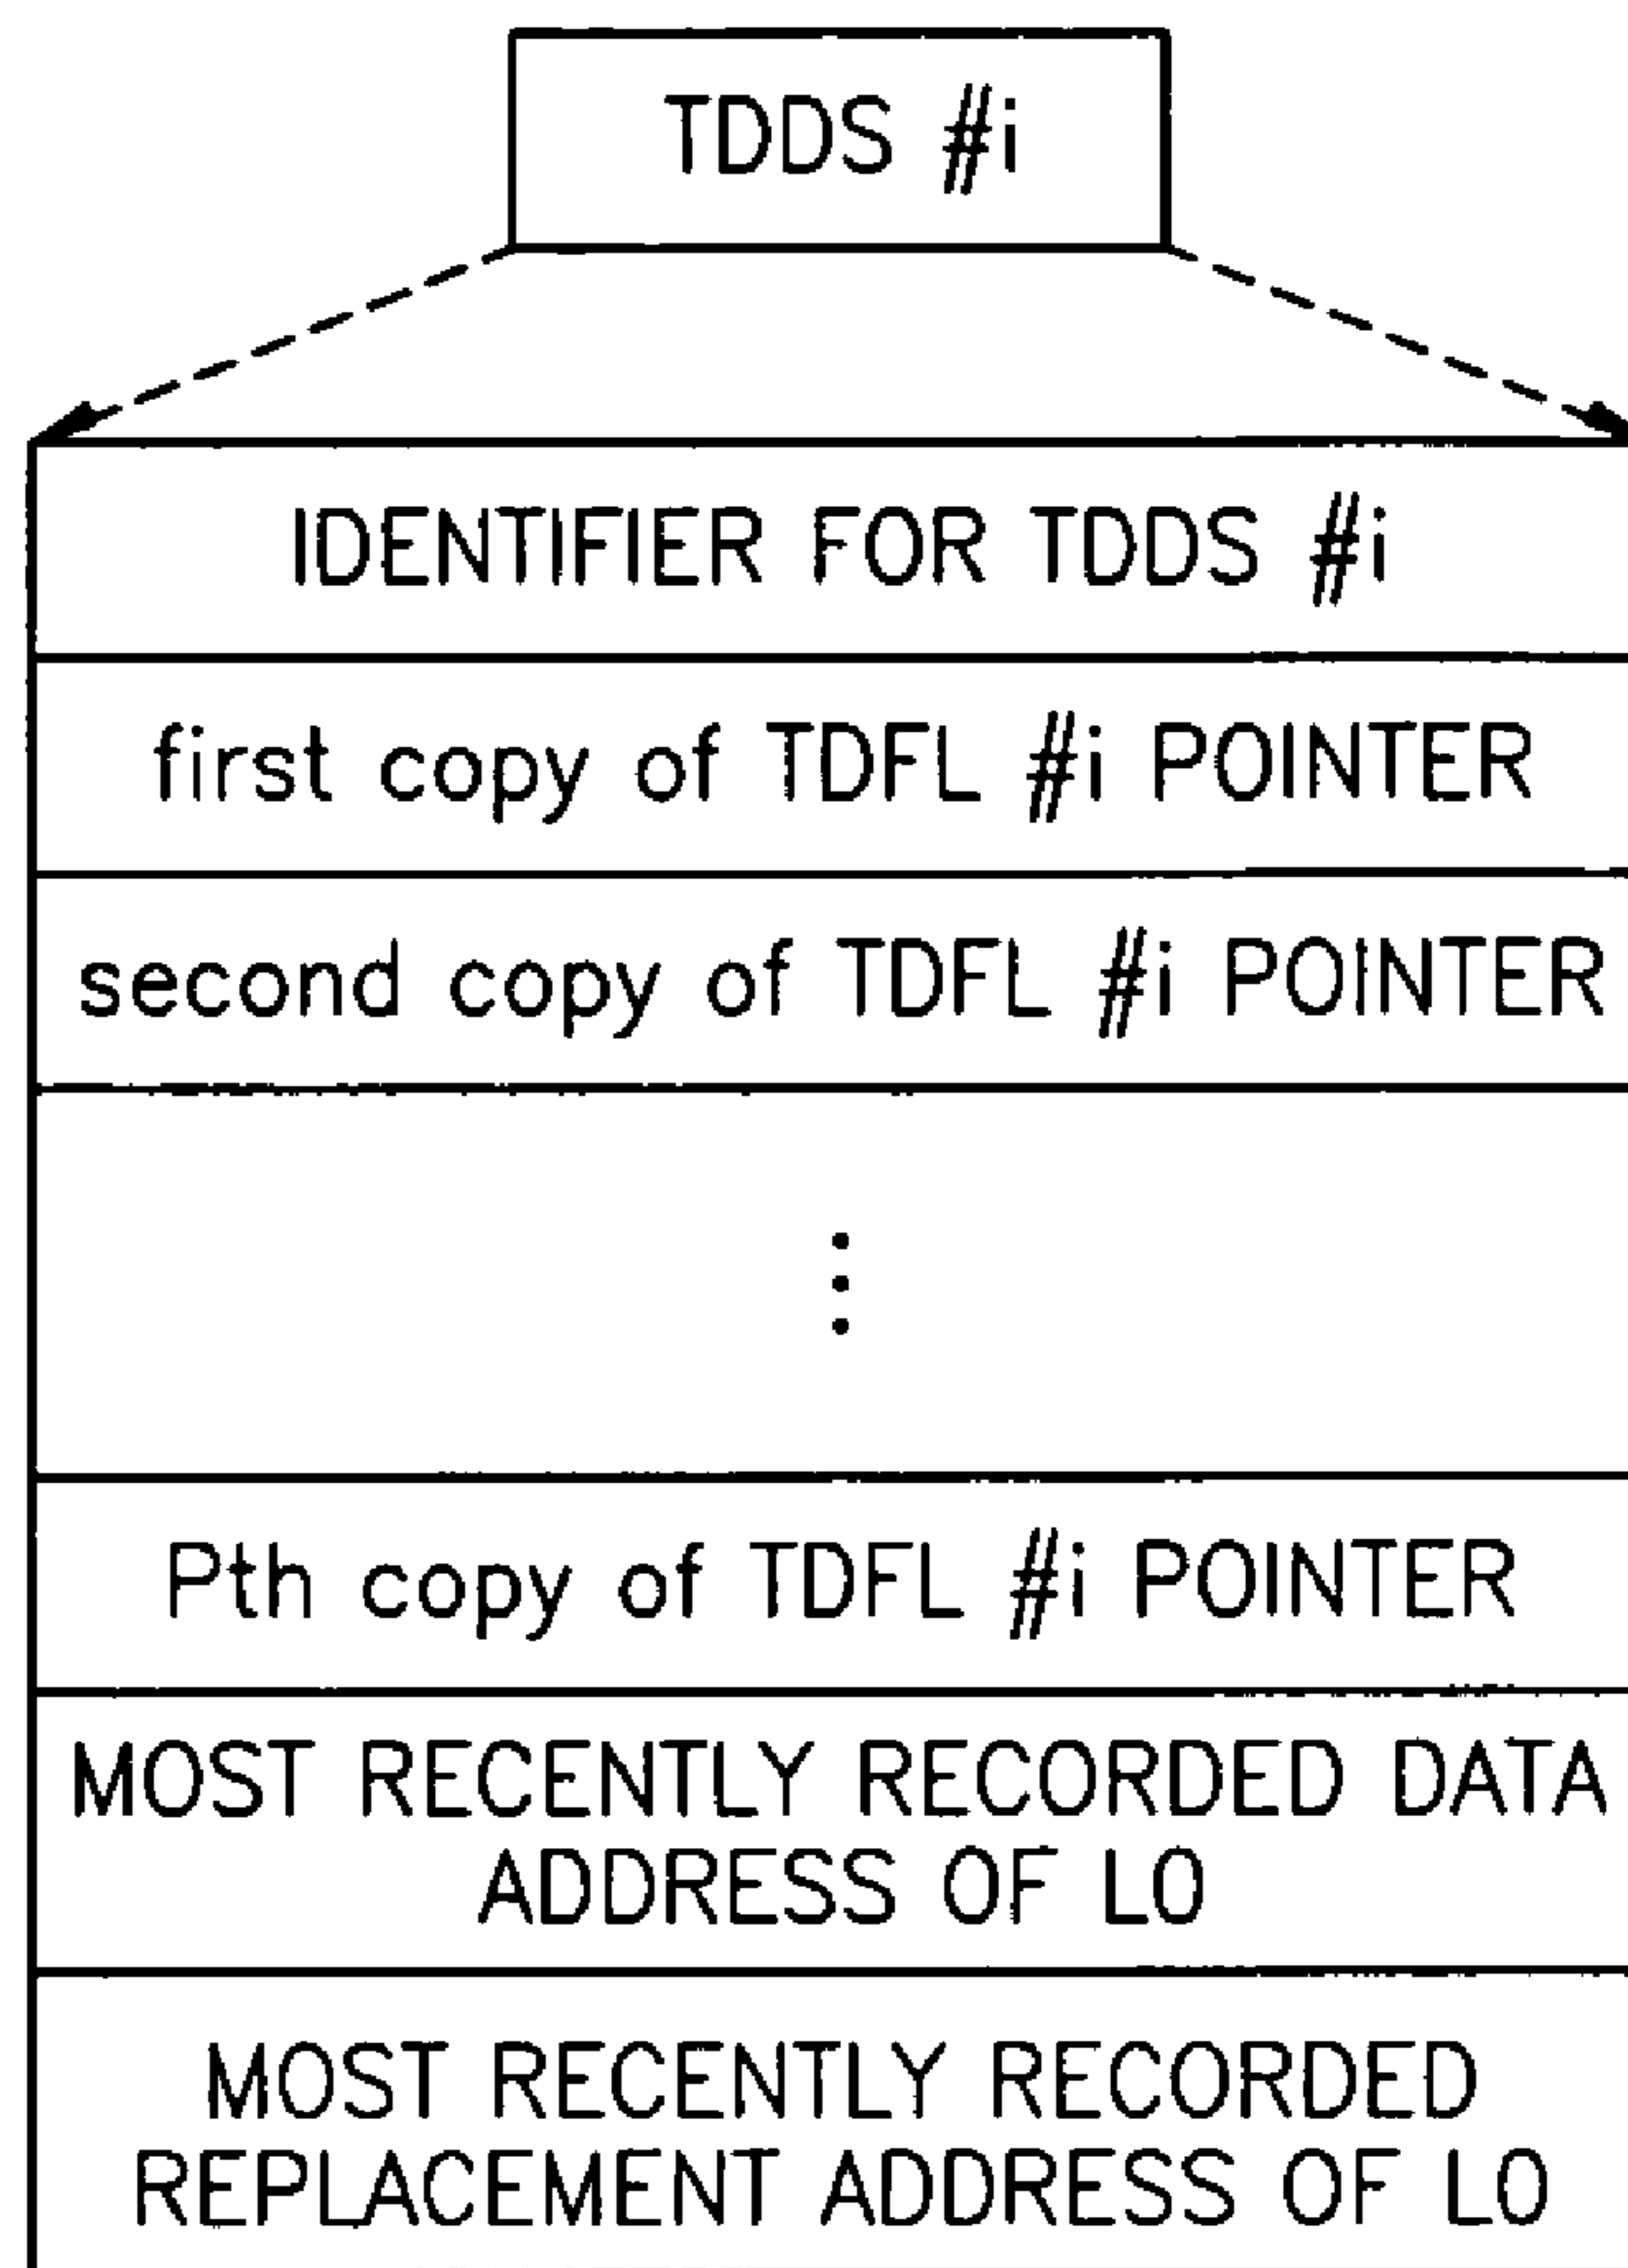 TDDS #i
IDENTIFIER FOR TDDS #i
first copy of TDFL #i POINTER
second copy of TDFL #i POINTER
Pth copy of TDFL #i POINTER
MOST RECENTLY RECORDED DATA
ADDRESS OF L0
MOST RECENTLY RECORDED
REPLACEMENT ADDRESS OF L0